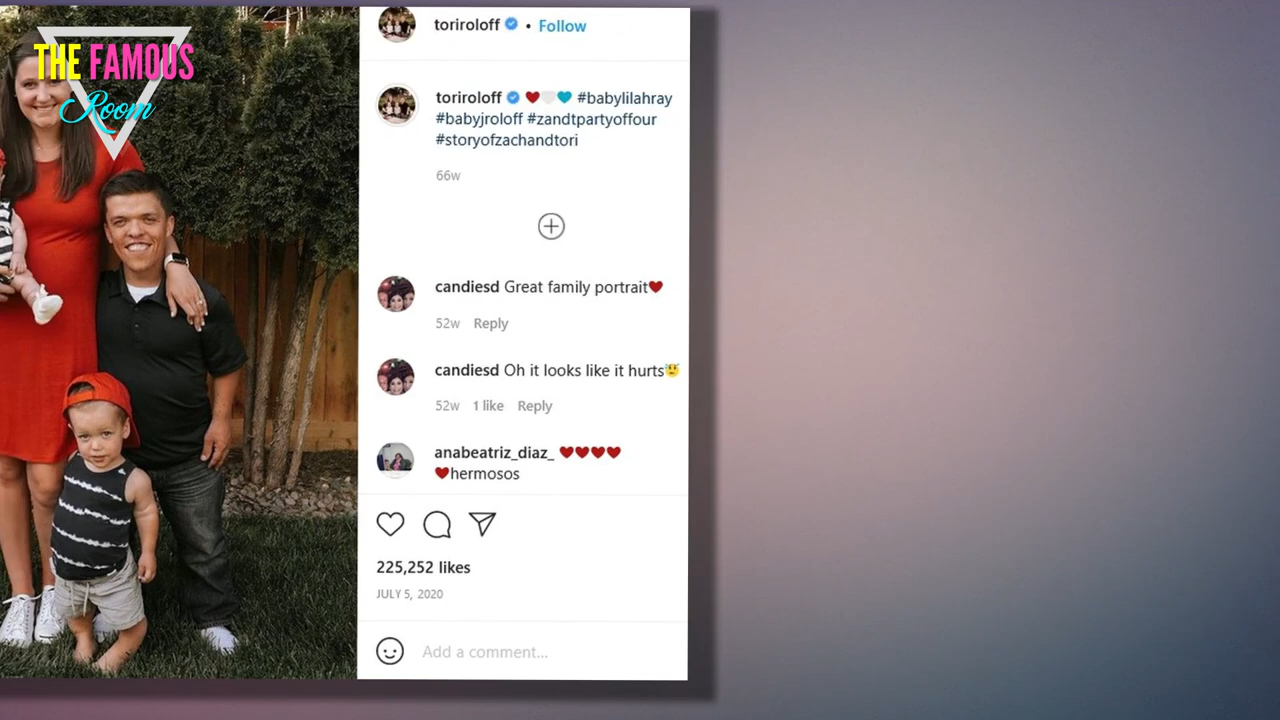 THE FAMOUS
Room
toriroloff • Follow
toriroloff ❤️🤍💙 #babylilahray
#babyjroloff #zandtpartyoffour
#storyofzachandtori
66w
candiesd Great family portrait❤️
52w Reply
candiesd Oh it looks like it hurts😇
52w 1 like Reply
anabeatriz_diaz_ ❤️❤️❤️❤️
❤️hermosos
225,252 likes
JULY 5, 2020
Add a comment...